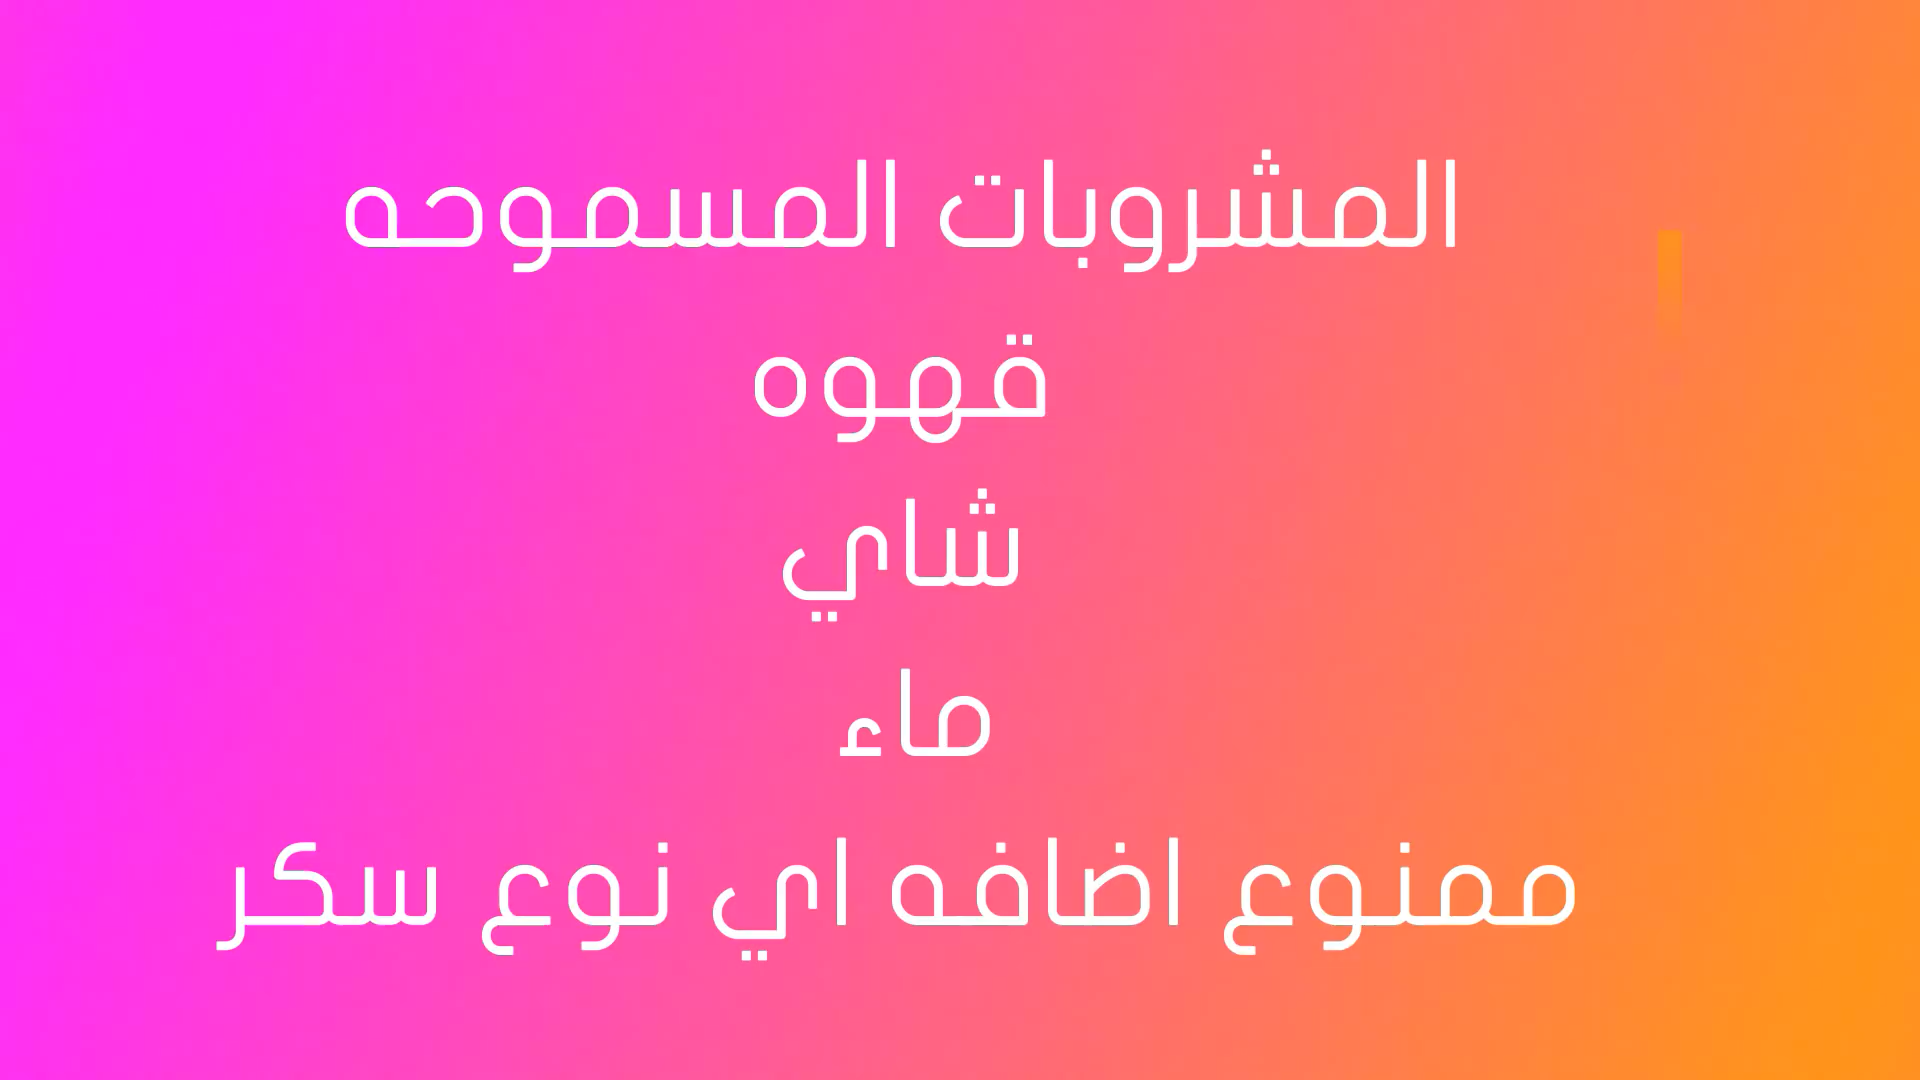 المشروبات المسموحه
قهوه
شاي
ماء
ممنوع اضافه اي نوع سكر